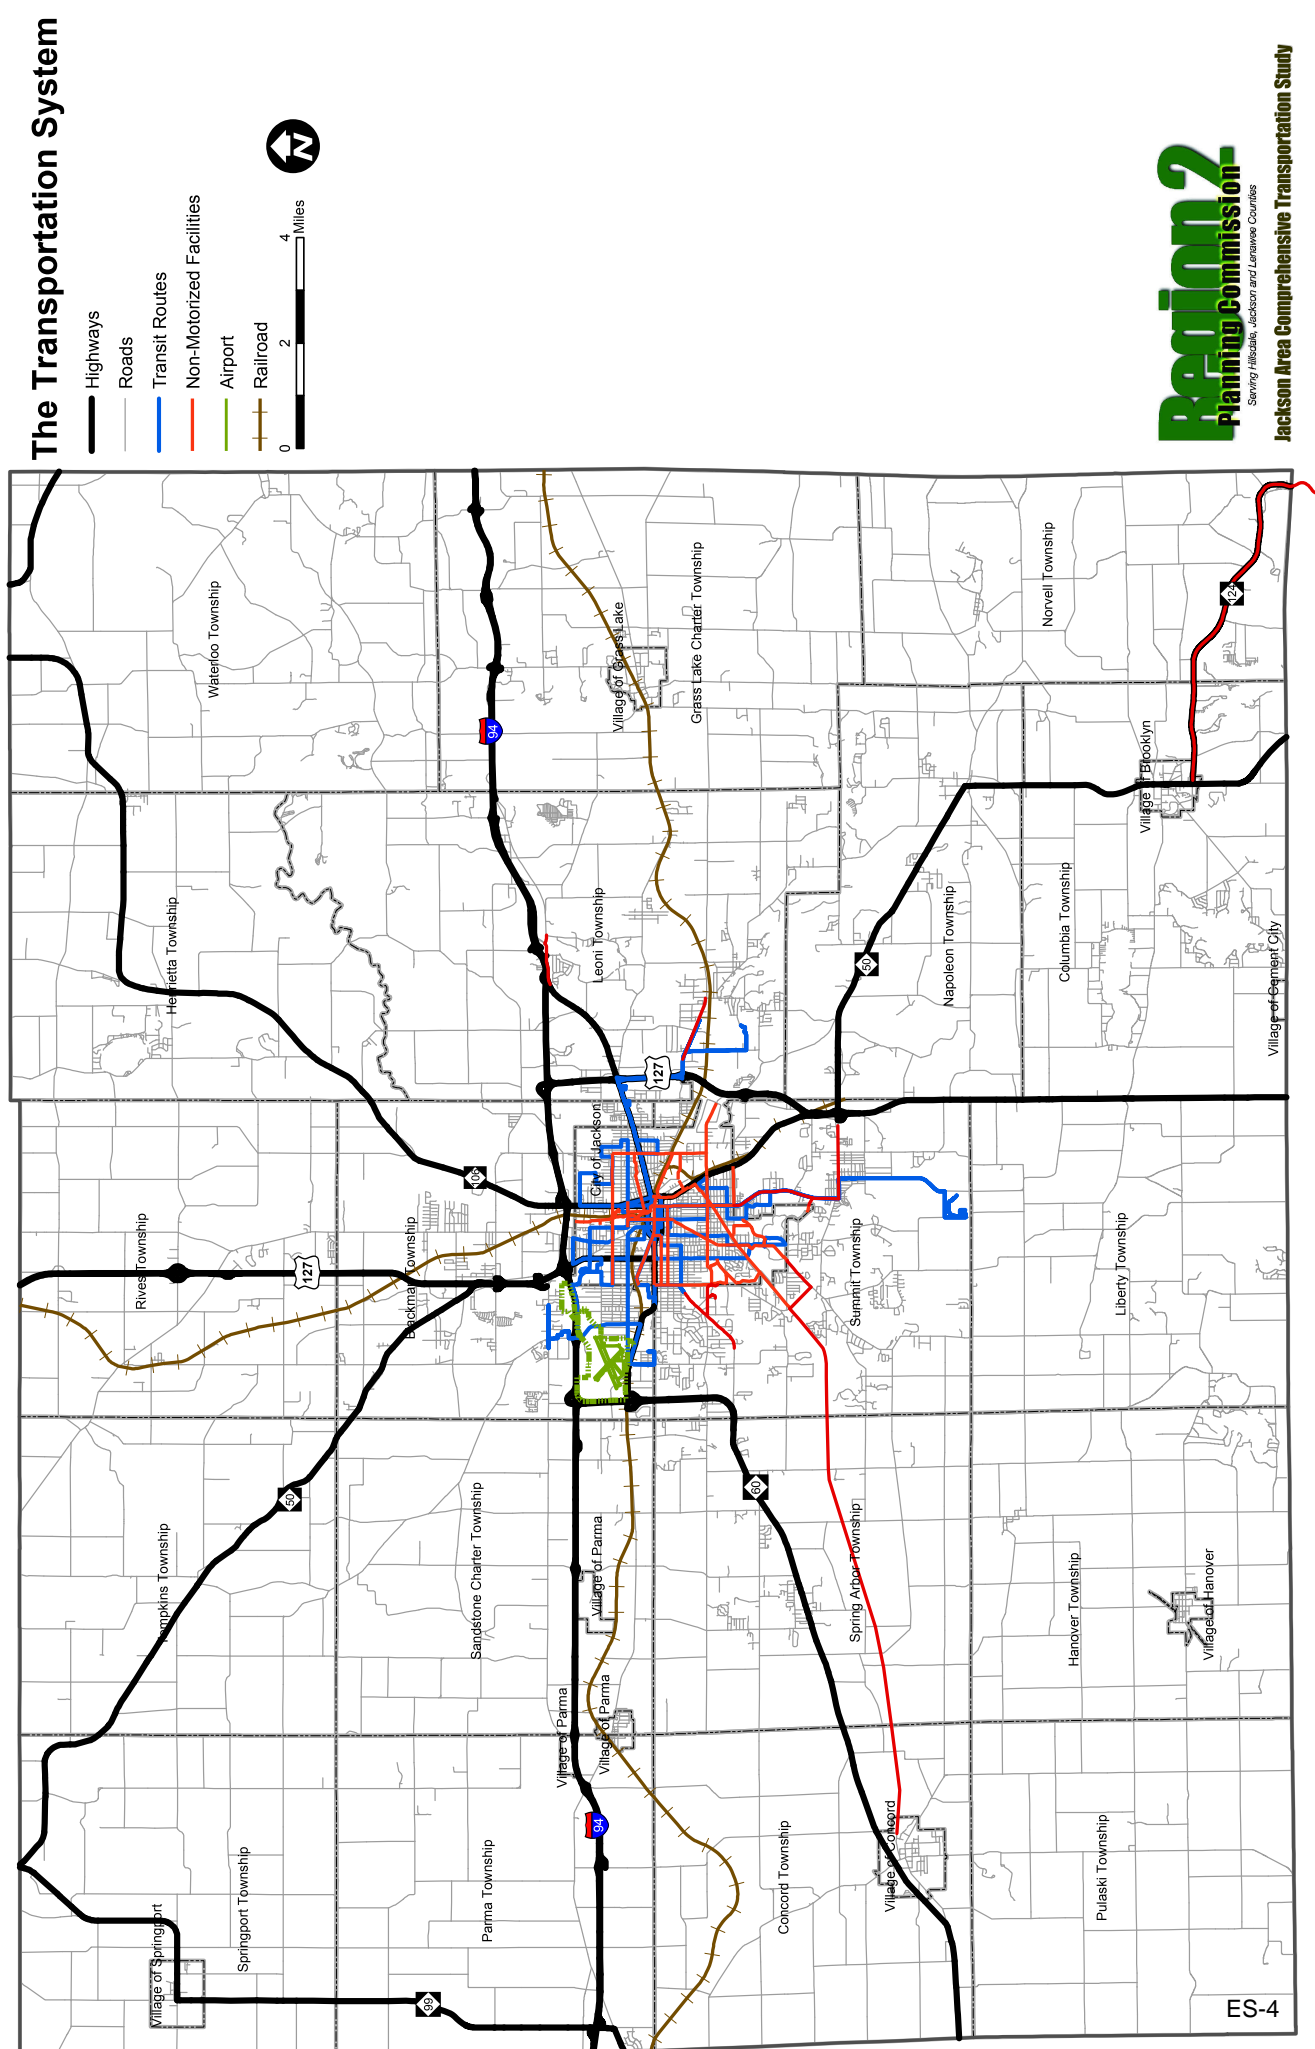 The Transportation System
Highways
Roads
Transit Routes
Non-Motorized Facilities
Airport
Railroad
0 2 4
Miles
N
Region 2
Planning Commission
Serving Hillsdale, Jackson and Lenawee Counties
Jackson Area Comprehensive Transportation Study
Village of Springport
Springport Township
Tompkins Township
Rives Township
Henrietta Township
Waterloo Township
50
127
106
99
Parma Township
Sandstone Charter Township
Blackman Township
Village of Parma
Village of Parma
Village of Parma
City of Jackson
Leoni Township
Village of Grass Lake
Grass Lake Charter Township
94
94
127
Concord Township
Village of Concord
60
Spring Arbor Township
Summit Township
50
Napoleon Township
Norvell Township
Pulaski Township
Hanover Township
Village of Hanover
Liberty Township
Columbia Township
Village of Brooklyn
124
Village of Cement City
ES-4